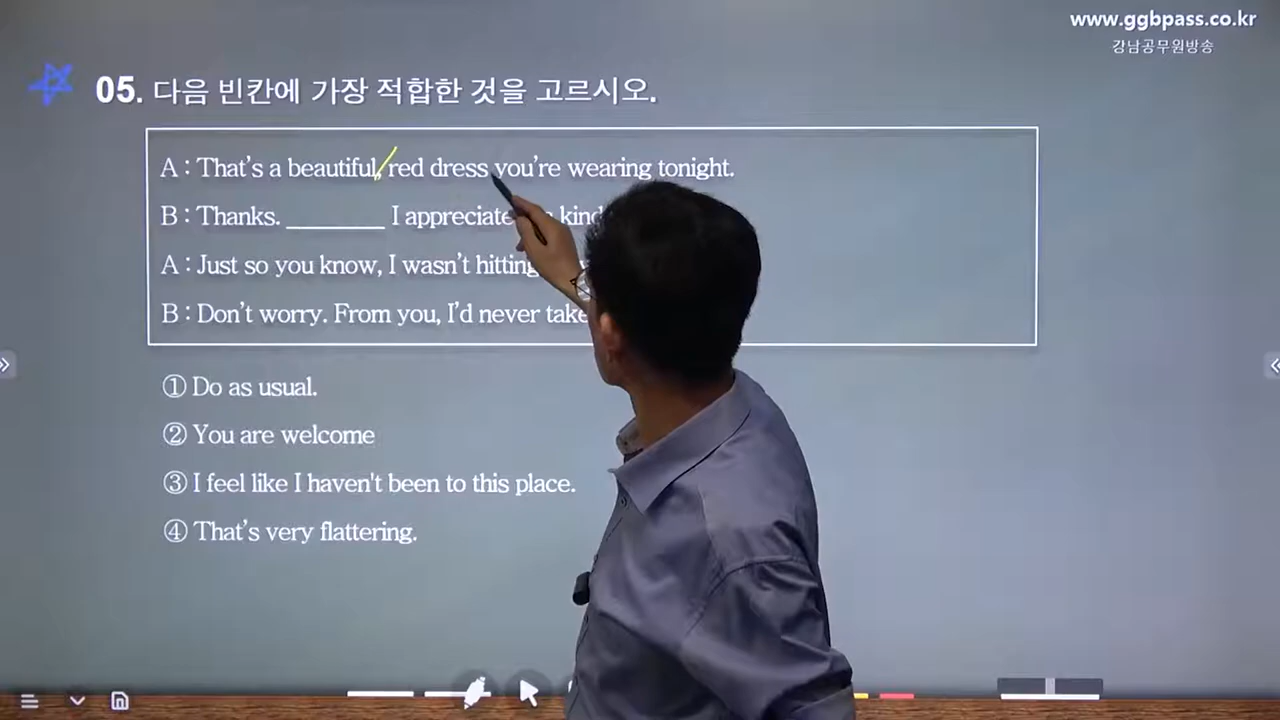 www.ggbpass.co.kr
강남공무원방송
05. 다음 빈칸에 가장 적합한 것을 고르시오.
A : That's a beautiful, red dress you're wearing tonight.
B : Thanks. ________ I appreciate kind
A : Just so you know, I wasn't hitting
B : Don't worry. From you, I'd never take
① Do as usual.
② You are welcome
③ I feel like I haven't been to this place.
④ That's very flattering.